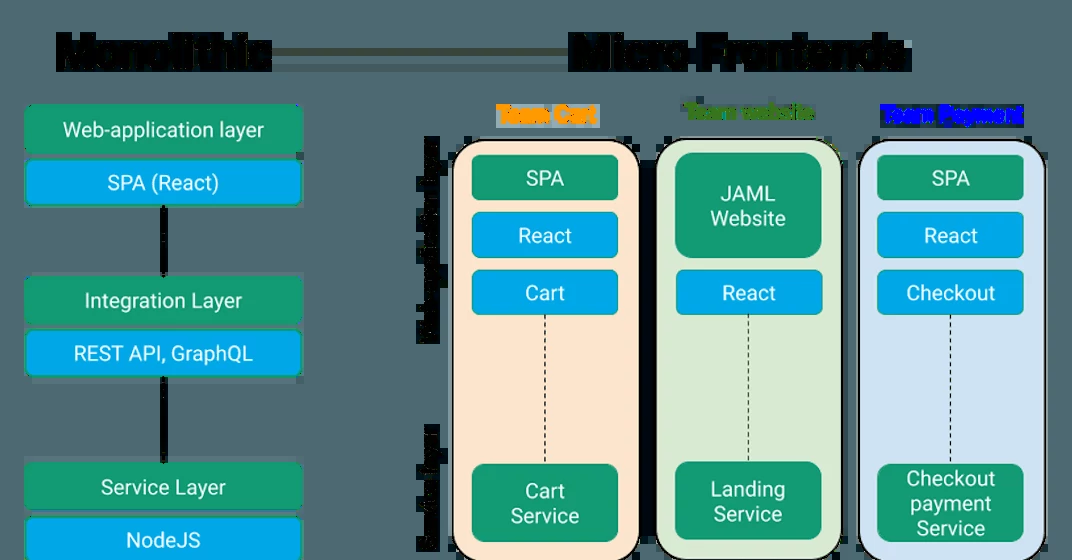 Monolithic
Micro-Frontends
Web-application layer
SPA (React)
Integration Layer
REST API, GraphQL
Service Layer
NodeJS
Team Cart
SPA
React
Cart
Cart
Service
Team website
JAML
Website
React
Landing
Service
Team Payment
SPA
React
Checkout
Checkout
payment
Service